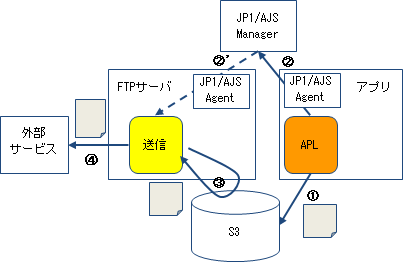 JP1/AJS
Manager
②'
②
FTPサーバ
JP1/AJS
Agent
JP1/AJS
Agent
アプリ
外部
サービス
送信
APL
④
③
①
S3